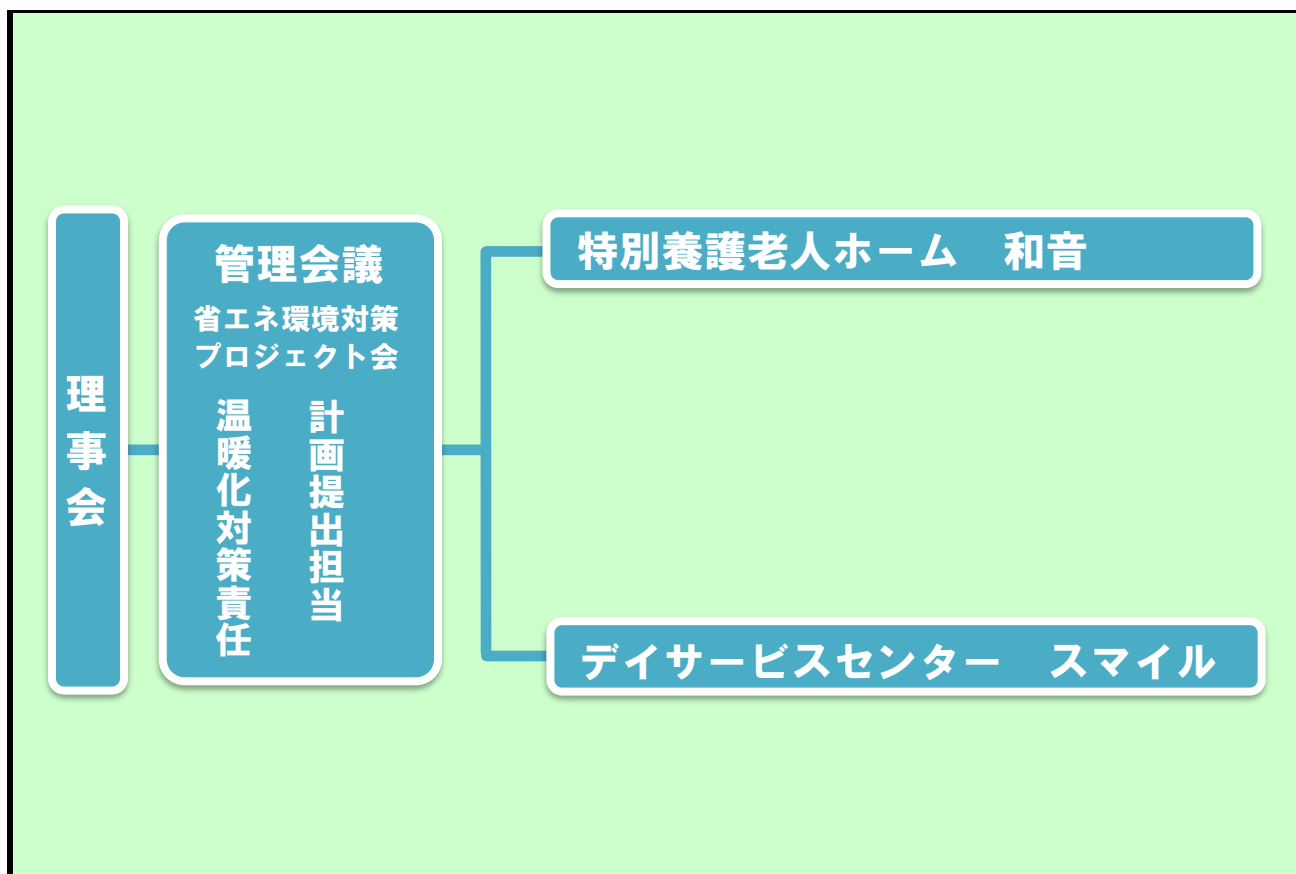 理事会
管理会議
省エネ環境対策
プロジェクト会
計画提出担当
温暖化対策責任
特別養護老人ホーム　和音
デイサービスセンター　スマイル